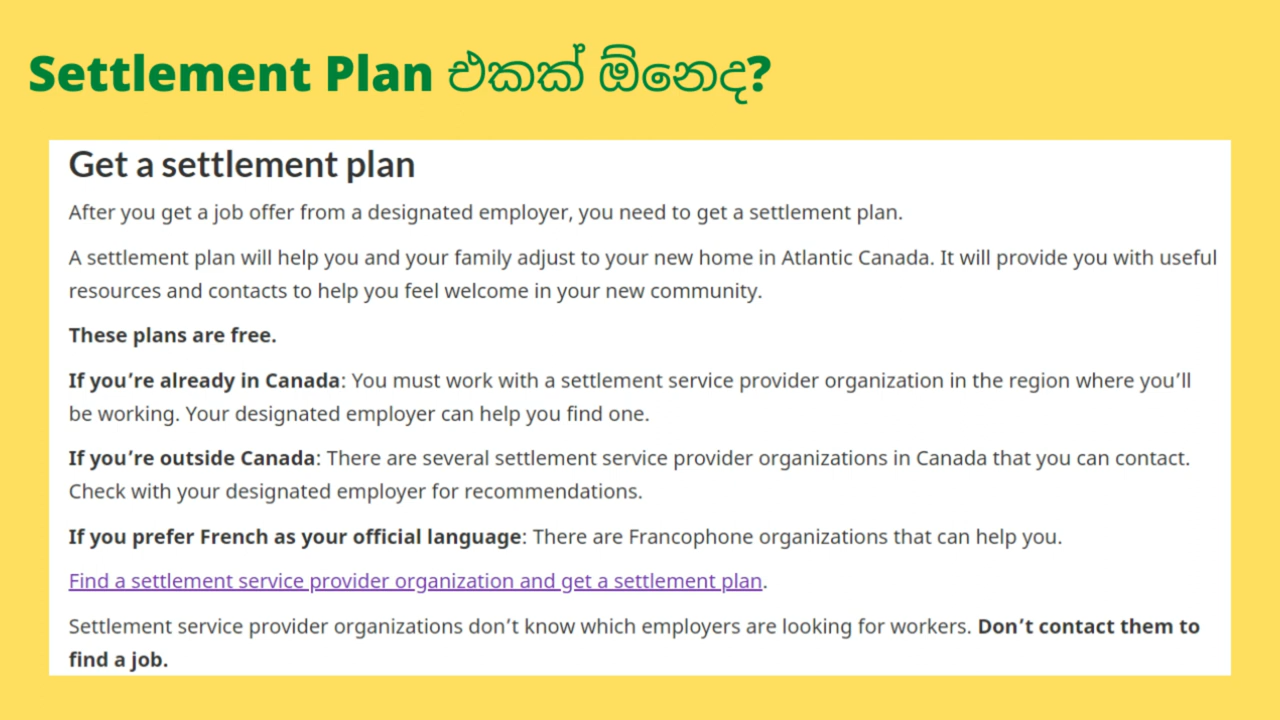 Settlement Plan එකක් ඕනෙද?
Get a settlement plan
After you get a job offer from a designated employer, you need to get a settlement plan.
A settlement plan will help you and your family adjust to your new home in Atlantic Canada. It will provide you with useful
resources and contacts to help you feel welcome in your new community.
These plans are free.
If you’re already in Canada: You must work with a settlement service provider organization in the region where you’ll
be working. Your designated employer can help you find one.
If you’re outside Canada: There are several settlement service provider organizations in Canada that you can contact.
Check with your designated employer for recommendations.
If you prefer French as your official language: There are Francophone organizations that can help you.
Find a settlement service provider organization and get a settlement plan.
Settlement service provider organizations don’t know which employers are looking for workers. Don’t contact them to
find a job.